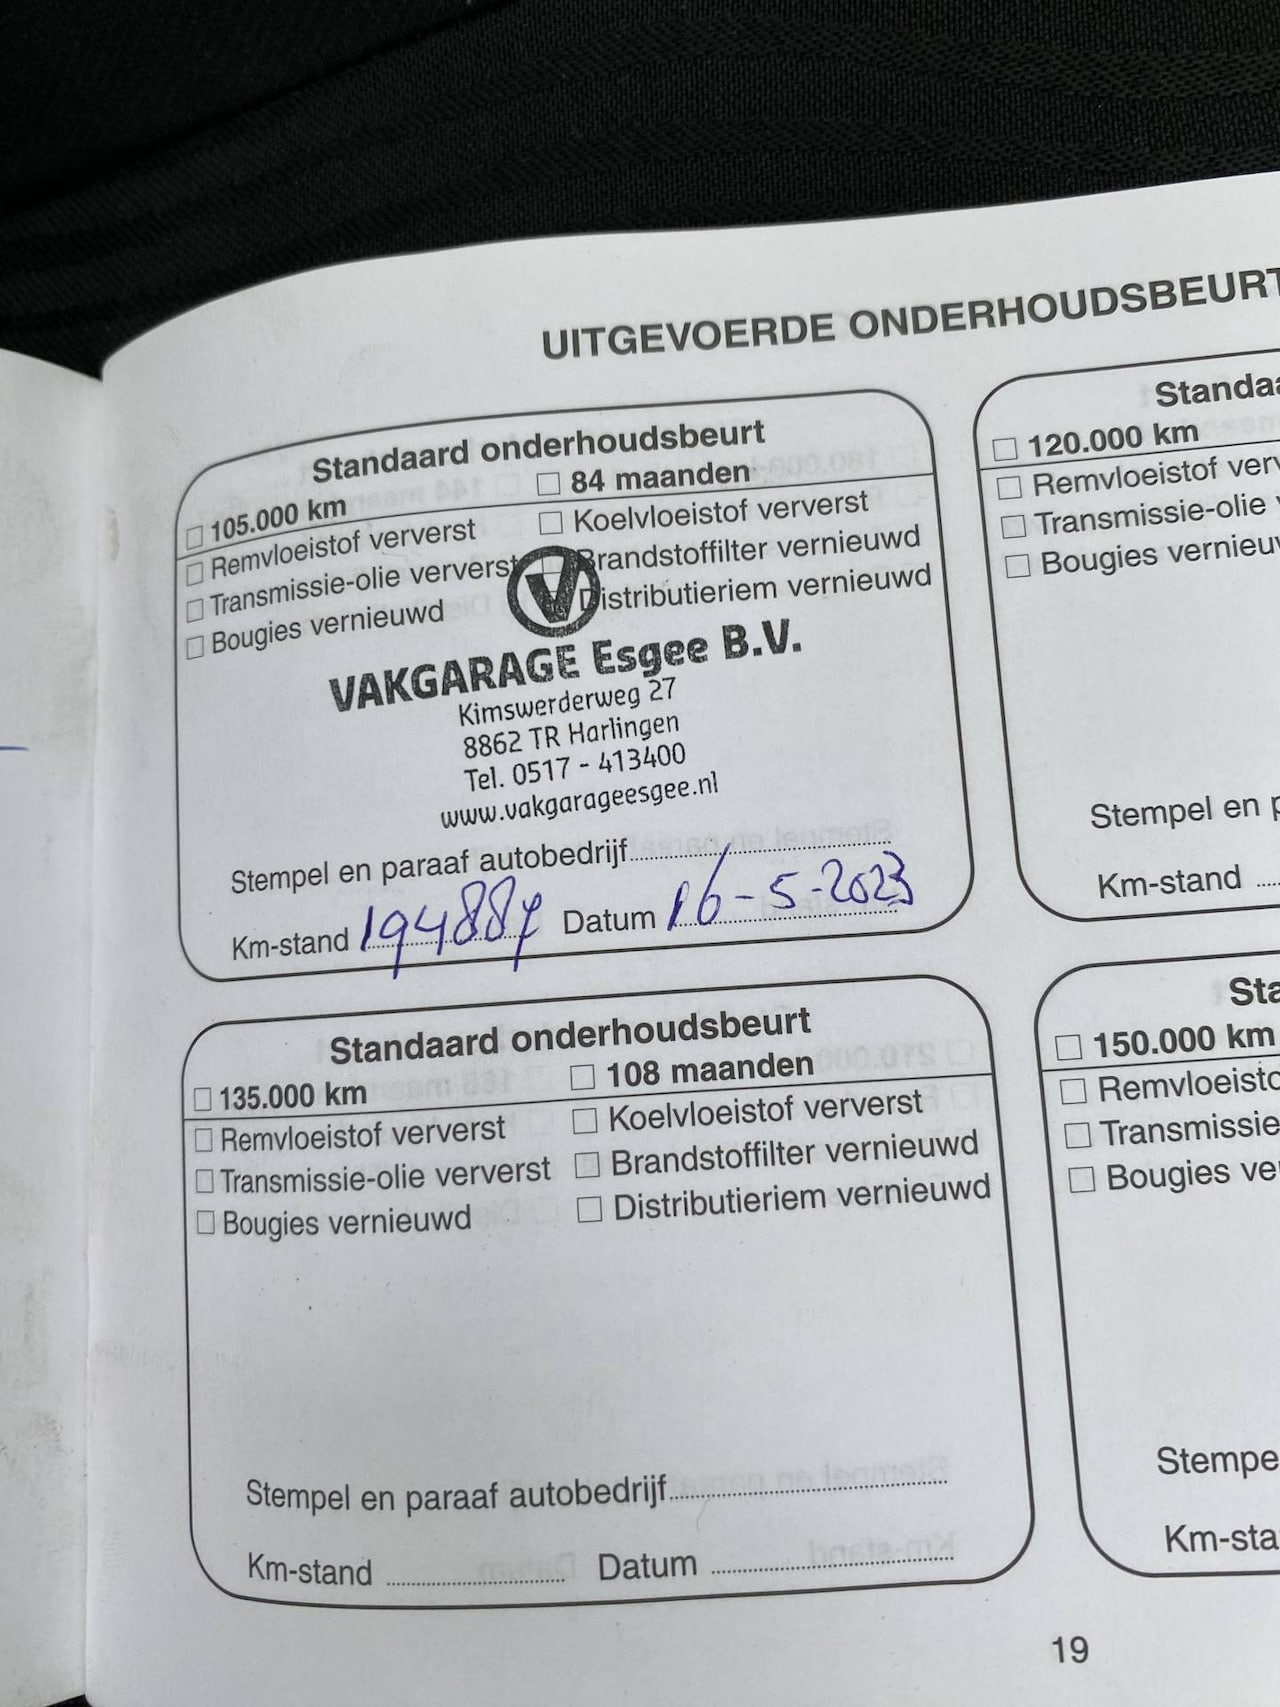 UITGEVOERDE ONDERHOUDSBEURT
Standaard onderhoudsbeurt
105.000 km
84 maanden
Remvloeistof ververst
Koelvloeistof ververst
Transmissie-olie ververst
Brandstoffilter vernieuwd
Bougies vernieuwd
Distributieriem vernieuwd
V
VAKGARAGE Esgee B.V.
Kimswerderweg 27
8862 TR Harlingen
Tel. 0517 - 413400
www.vakgarageesgee.nl
Stempel en paraaf autobedrijf
Km-stand 194887 Datum 16-5-2023
120.000 km
Remvloeistof
Transmissie-olie
Bougies
Stempel en
Km-stand
Standaard onderhoudsbeurt
135.000 km
108 maanden
Remvloeistof ververst
Koelvloeistof ververst
Transmissie-olie ververst
Brandstoffilter vernieuwd
Bougies vernieuwd
Distributieriem vernieuwd
Stempel en paraaf autobedrijf
Km-stand Datum
150.000 km
Bougies
19